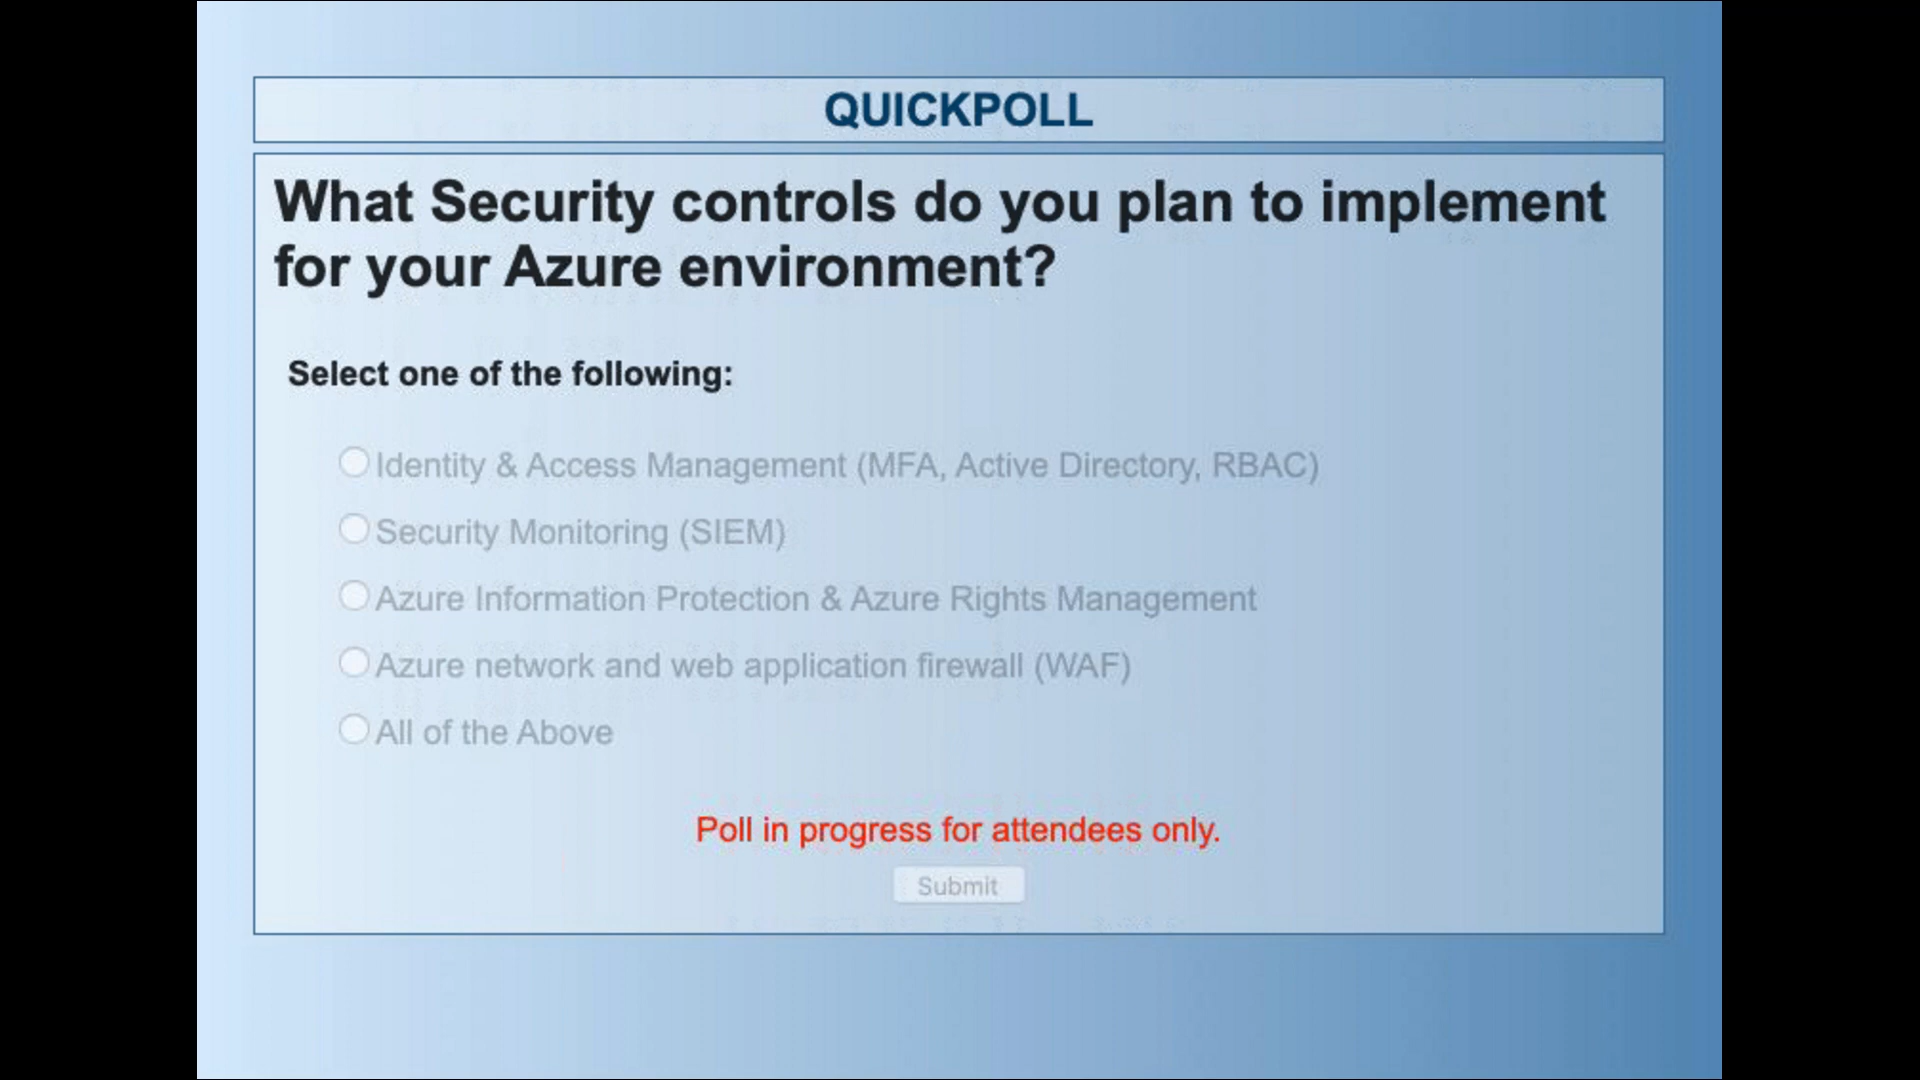 QUICKPOLL
What Security controls do you plan to implement
for your Azure environment?
Select one of the following:
Identity & Access Management (MFA, Active Directory, RBAC)
Security Monitoring (SIEM)
Azure Information Protection & Azure Rights Management
Azure network and web application firewall (WAF)
All of the Above
Poll in progress for attendees only.
Submit